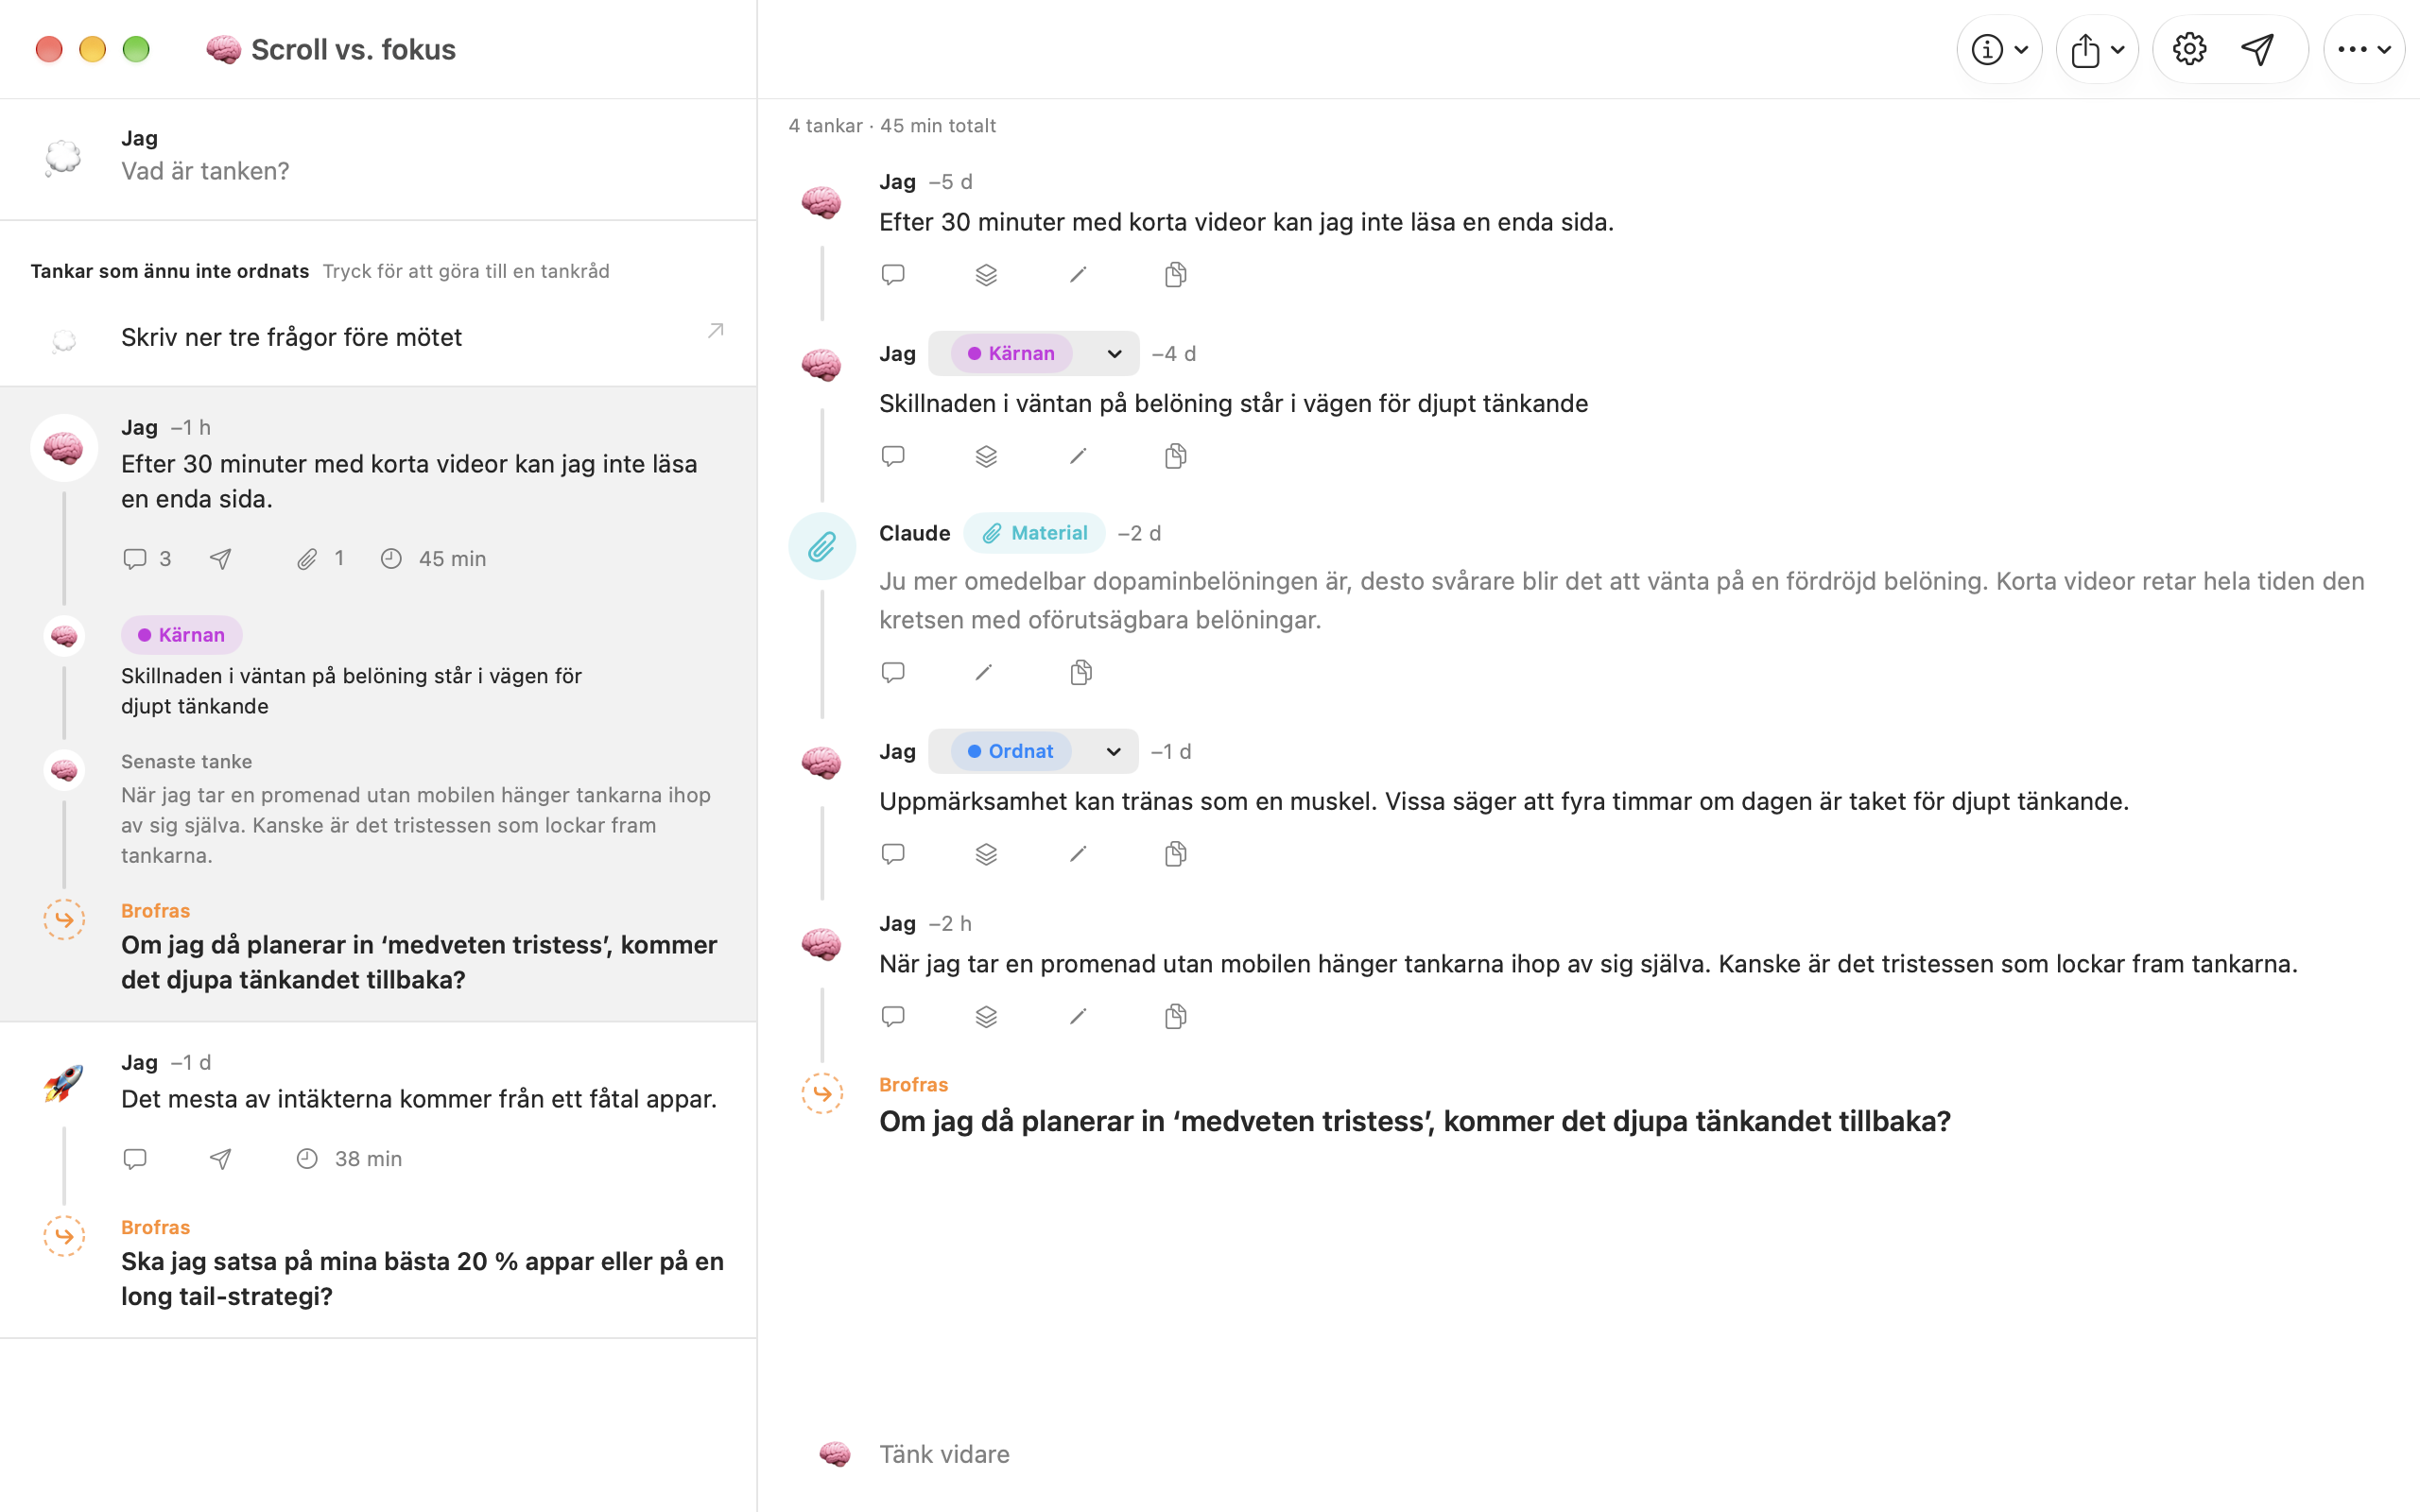 Scroll vs. fokus
Jag
Vad är tanken?
Tankar som ännu inte ordnats Tryck för att göra till en tankråd
Skriv ner tre frågor före mötet
Jag –1 h
Efter 30 minuter med korta videor kan jag inte läsa
en enda sida.
3 1 45 min
Kärnan
Skillnaden i väntan på belöning står i vägen för
djupt tänkande
Senaste tanke
När jag tar en promenad utan mobilen hänger tankarna ihop
av sig själva. Kanske är det tristessen som lockar fram
tankarna.
Brofras
Om jag då planerar in ‘medveten tristess’, kommer
det djupa tänkandet tillbaka?
Jag –1 d
Det mesta av intäkterna kommer från ett fåtal appar.
38 min
Brofras
Ska jag satsa på mina bästa 20 % appar eller på en
long tail-strategi?
4 tankar · 45 min totalt
Jag –5 d
Efter 30 minuter med korta videor kan jag inte läsa en enda sida.
Jag Kärnan –4 d
Skillnaden i väntan på belöning står i vägen för djupt tänkande
Claude Material –2 d
Ju mer omedelbar dopaminbelöningen är, desto svårare blir det att vänta på en fördröjd belöning. Korta videor retar hela tiden den
kretsen med oförutsägbara belöningar.
Jag Ordnat –1 d
Uppmärksamhet kan tränas som en muskel. Vissa säger att fyra timmar om dagen är taket för djupt tänkande.
Jag –2 h
När jag tar en promenad utan mobilen hänger tankarna ihop av sig själva. Kanske är det tristessen som lockar fram tankarna.
Brofras
Om jag då planerar in ‘medveten tristess’, kommer det djupa tänkandet tillbaka?
Tänk vidare